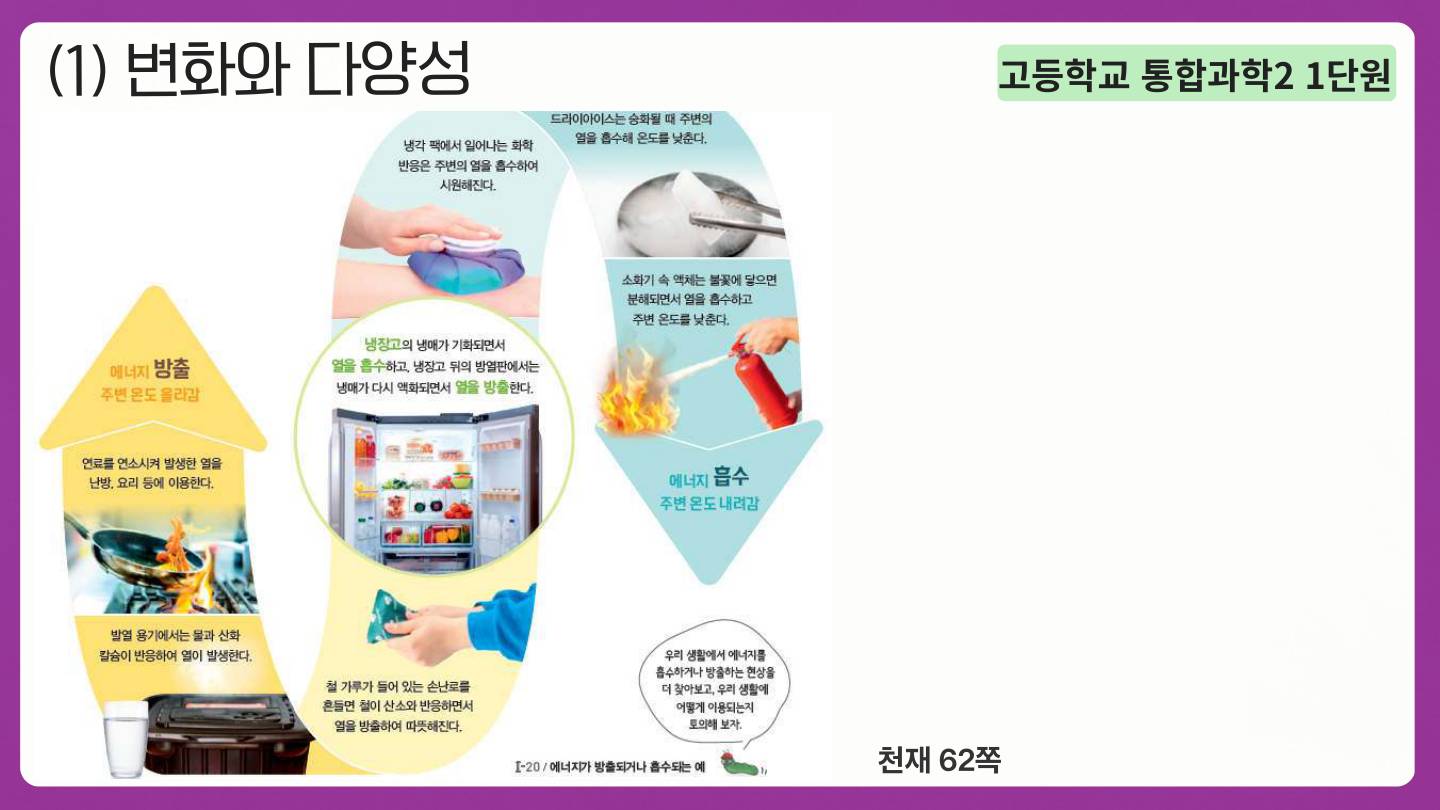 (1) 변화와 다양성
고등학교 통합과학2 1단원
에너지 방출
주변 온도 올라감
연료를 연소시켜 발생한 열을
난방, 요리 등에 이용한다.
발열 용기에서는 물과 산화
칼슘이 반응하여 열이 발생한다.
냉각 팩에서 일어나는 화학
반응은 주변의 열을 흡수하여
시원해진다.
냉장고의 냉매가 기화되면서
열을 흡수하고, 냉장고 뒤의 방열판에서는
냉매가 다시 액화되면서 열을 방출한다.
철 가루가 들어 있는 손난로를
흔들면 철이 산소와 반응하면서
열을 방출하여 따뜻해진다.
드라이아이스는 승화될 때 주변의
열을 흡수해 온도를 낮춘다.
소화기 속 액체는 불꽃에 닿으면
분해되면서 열을 흡수하고
주변 온도를 낮춘다.
에너지 흡수
주변 온도 내려감
우리 생활에서 에너지를
흡수하거나 방출하는 현상을
더 찾아보고, 우리 생활에
어떻게 이용되는지
토의해 보자.
I-20 / 에너지가 방출되거나 흡수되는 예
천재 62쪽